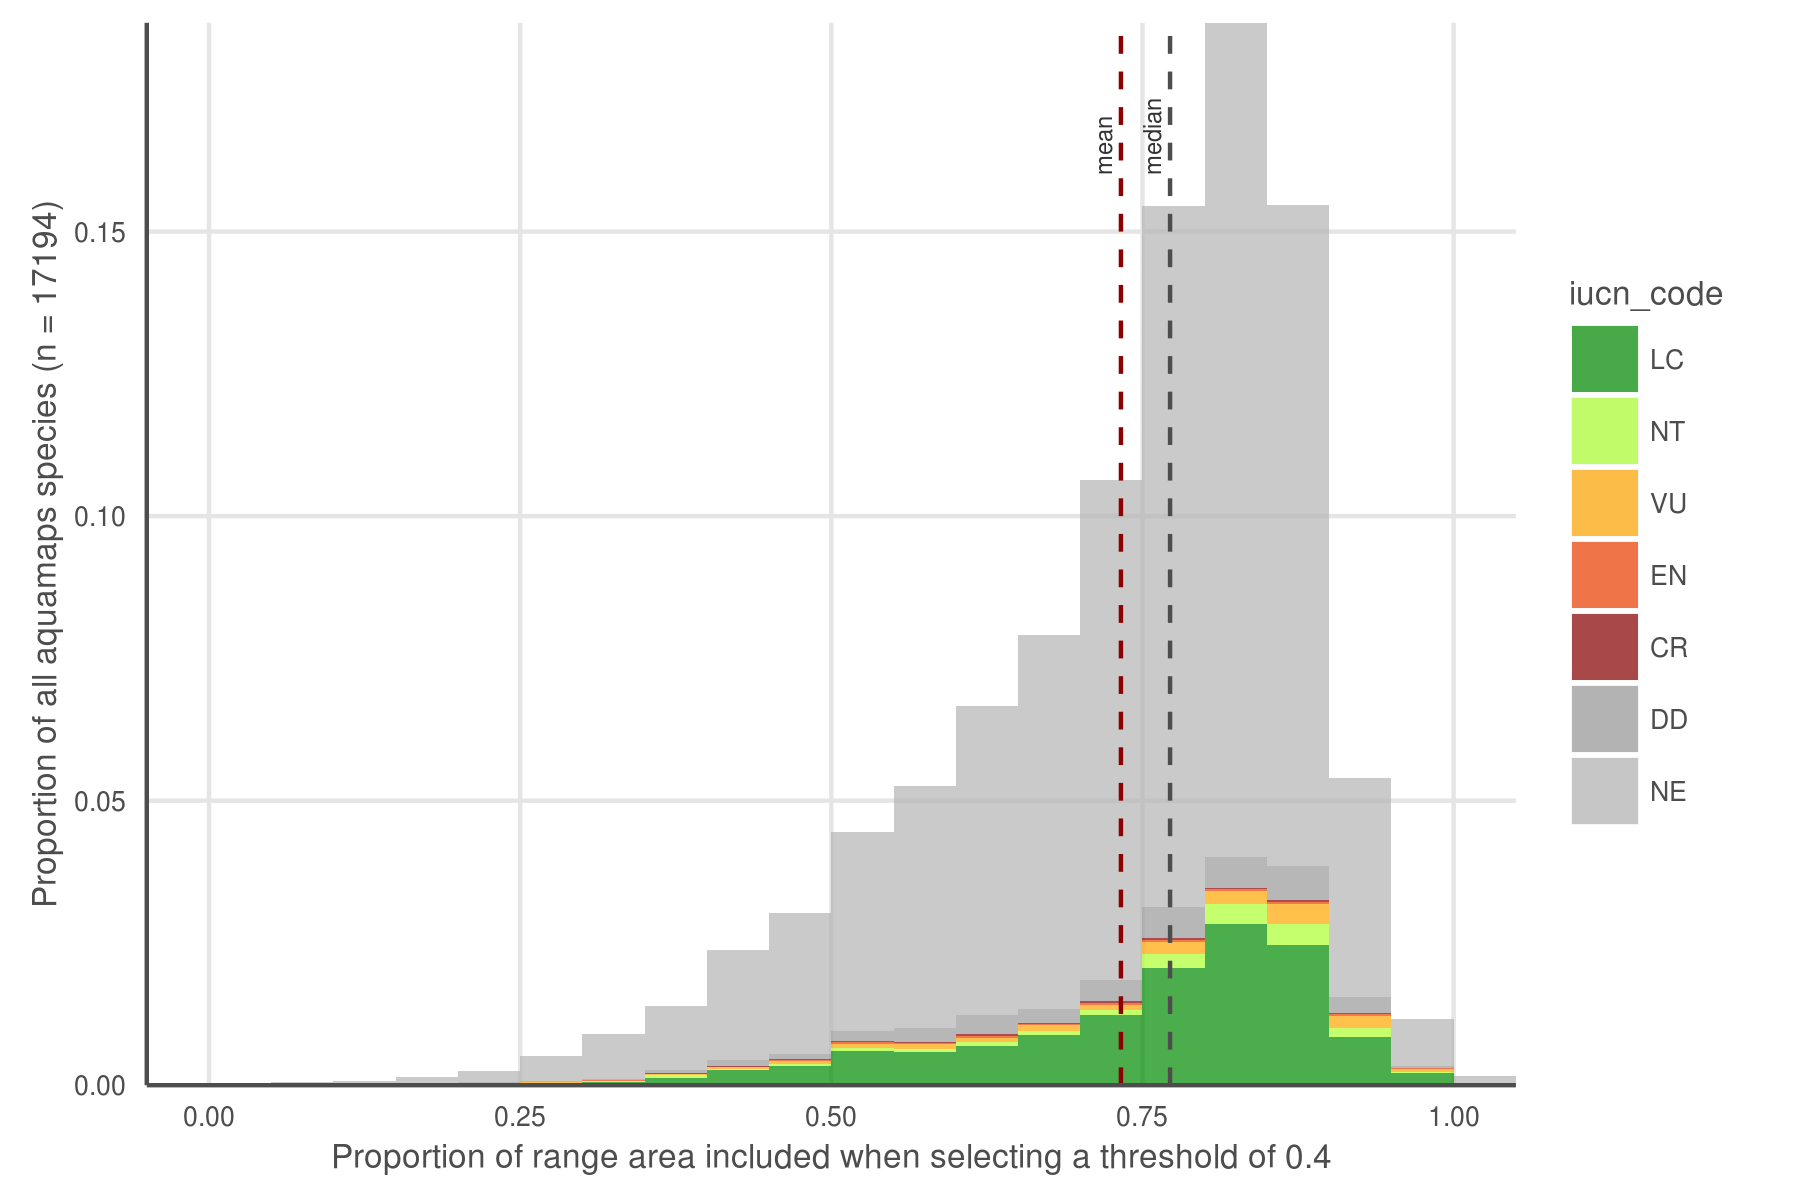 mean
median
0.15
0.10
0.05
0.00
Proportion of all aquamaps species (n = 17194)
0.00 0.25 0.50 0.75 1.00
Proportion of range area included when selecting a threshold of 0.4
iucn_code
LC
NT
VU
EN
CR
DD
NE